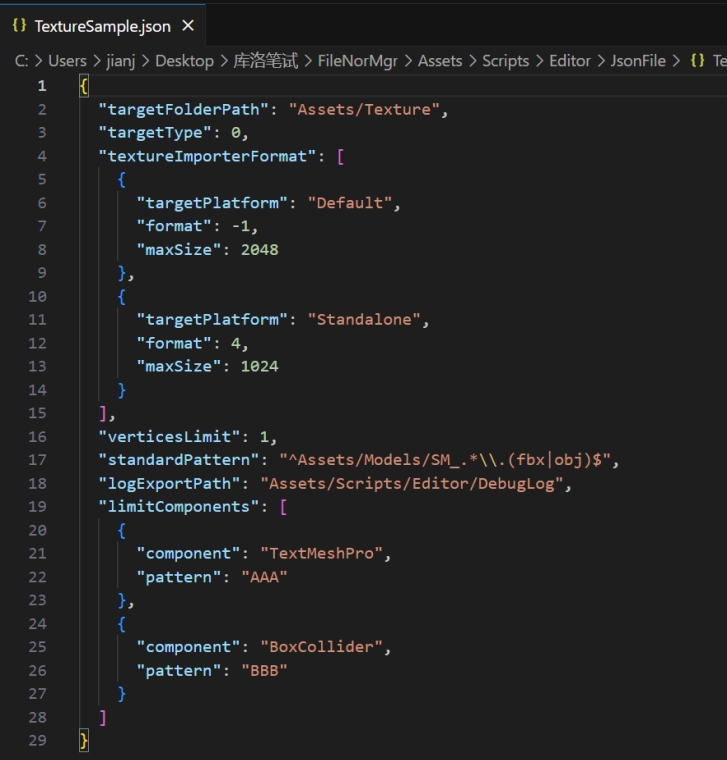 {} TextureSample.json ×
C: > Users > jianj > Desktop > 库洛笔试 > FileNorMgr > Assets > Scripts > Editor > JsonFile > {} Te
1 {
2 "targetFolderPath": "Assets/Texture",
3 "targetType": 0,
4 "textureImporterFormat": [
5 {
6 "targetPlatform": "Default",
7 "format": -1,
8 "maxSize": 2048
9 },
10 {
11 "targetPlatform": "Standalone",
12 "format": 4,
13 "maxSize": 1024
14 }
15 ],
16 "verticesLimit": 1,
17 "standardPattern": "^Assets/Models/SM_.*\\.(fbx|obj)$",
18 "logExportPath": "Assets/Scripts/Editor/DebugLog",
19 "limitComponents": [
20 {
21 "component": "TextMeshPro",
22 "pattern": "AAA"
23 },
24 {
25 "component": "BoxCollider",
26 "pattern": "BBB"
27 }
28 ]
29 }